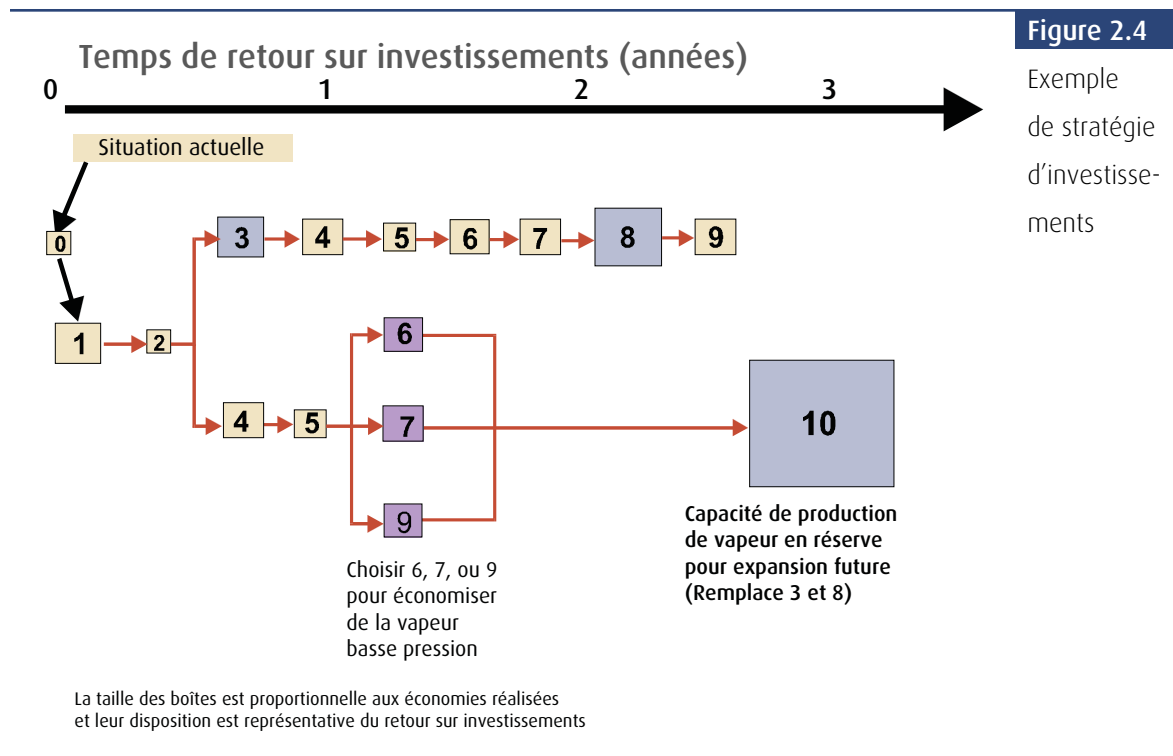 Figure 2.4
Exemple
de stratégie
d'investisse-
ments
Temps de retour sur investissements (années)
0 1 2 3
Situation actuelle
0
3 4 5 6 7 8 9
1 2
6
4 5 7 10
9
Choisir 6, 7, ou 9
pour économiser
de la vapeur
basse pression
Capacité de production
de vapeur en réserve
pour expansion future
(Remplace 3 et 8)
La taille des boîtes est proportionnelle aux économies réalisées
et leur disposition est représentative du retour sur investissements